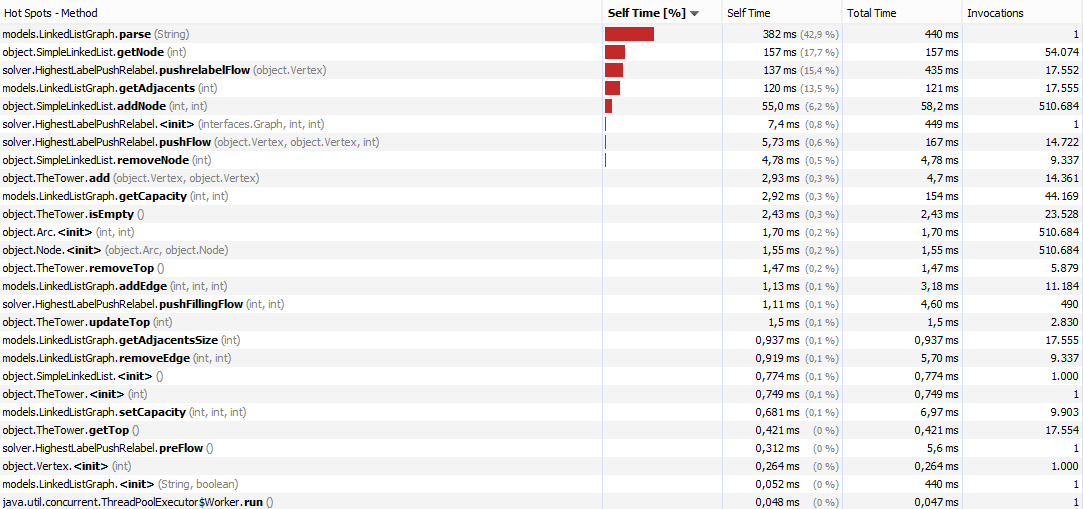 Hot Spots - Method Self Time [%] Self Time Total Time Invocations
models.LinkedListGraph.parse (String) 382 ms (42,9 %) 440 ms 1
object.SimpleLinkedList.getNode (int) 157 ms (17,7 %) 157 ms 54.074
solver.HighestLabelPushRelabel.pushrelabelFlow (object.Vertex) 137 ms (15,4 %) 435 ms 17.552
models.LinkedListGraph.getAdjacents (int) 120 ms (13,5 %) 121 ms 17.555
object.SimpleLinkedList.addNode (int, int) 55,0 ms (6,2 %) 58,2 ms 510.684
solver.HighestLabelPushRelabel.<init> (interfaces.Graph, int, int) 7,4 ms (0,8 %) 449 ms 1
solver.HighestLabelPushRelabel.pushFlow (object.Vertex, object.Vertex, int) 5,73 ms (0,6 %) 167 ms 14.722
object.SimpleLinkedList.removeNode (int) 4,78 ms (0,5 %) 4,78 ms 9.337
object.TheTower.add (object.Vertex, object.Vertex) 2,93 ms (0,3 %) 4,7 ms 14.361
models.LinkedListGraph.getCapacity (int, int) 2,92 ms (0,3 %) 154 ms 44.169
object.TheTower.isEmpty () 2,43 ms (0,3 %) 2,43 ms 23.528
object.Arc.<init> (int, int) 1,70 ms (0,2 %) 1,70 ms 510.684
object.Node.<init> (object.Arc, object.Node) 1,55 ms (0,2 %) 1,55 ms 510.684
object.TheTower.removeTop () 1,47 ms (0,2 %) 1,47 ms 5.879
models.LinkedListGraph.addEdge (int, int, int) 1,13 ms (0,1 %) 3,18 ms 11.184
solver.HighestLabelPushRelabel.pushFillingFlow (int, int) 1,11 ms (0,1 %) 4,60 ms 490
object.TheTower.updateTop (int) 1,5 ms (0,1 %) 1,5 ms 2.830
models.LinkedListGraph.getAdjacentsSize (int) 0,937 ms (0,1 %) 0,937 ms 17.555
models.LinkedListGraph.removeEdge (int, int) 0,919 ms (0,1 %) 5,70 ms 9.337
object.SimpleLinkedList.<init> () 0,774 ms (0,1 %) 0,774 ms 1.000
object.TheTower.<init> (int) 0,749 ms (0,1 %) 0,749 ms 1
models.LinkedListGraph.setCapacity (int, int, int) 0,681 ms (0,1 %) 6,97 ms 9.903
object.TheTower.getTop () 0,421 ms (0 %) 0,421 ms 17.554
solver.HighestLabelPushRelabel.preFlow () 0,312 ms (0 %) 5,6 ms 1
object.Vertex.<init> (int) 0,264 ms (0 %) 0,264 ms 1.000
models.LinkedListGraph.<init> (String, boolean) 0,052 ms (0 %) 440 ms 1
java.util.concurrent.ThreadPoolExecutor$Worker.run () 0,048 ms (0 %) 0,047 ms 1